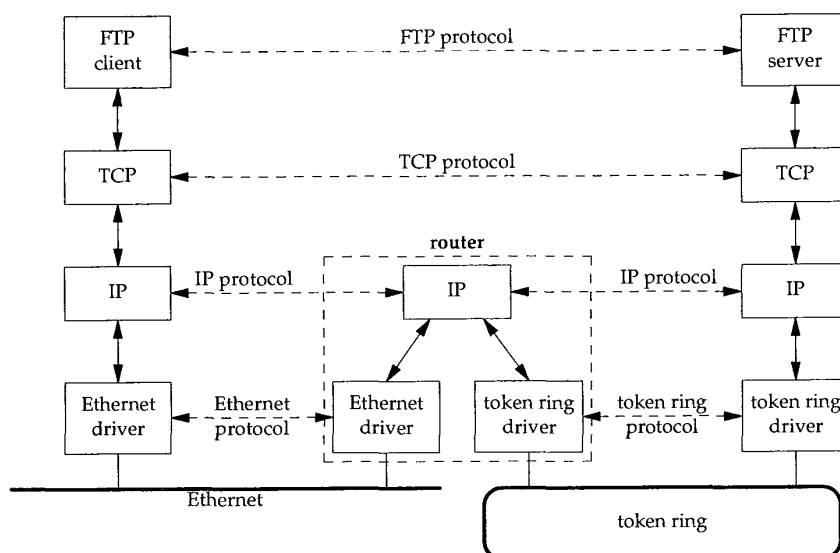 FTP
client
FTP protocol
FTP
server
TCP
TCP protocol
TCP
router
IP
IP protocol
IP
IP protocol
IP
Ethernet
driver
Ethernet
protocol
Ethernet
driver
token ring
driver
token ring
protocol
token ring
driver
Ethernet
token ring